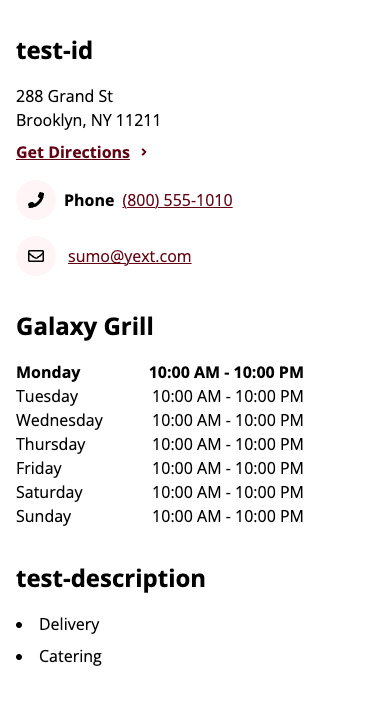 test-id
288 Grand St
Brooklyn, NY 11211
Get Directions
Phone (800) 555-1010
sumo@yext.com
Galaxy Grill
Monday 10:00 AM - 10:00 PM
Tuesday 10:00 AM - 10:00 PM
Wednesday 10:00 AM - 10:00 PM
Thursday 10:00 AM - 10:00 PM
Friday 10:00 AM - 10:00 PM
Saturday 10:00 AM - 10:00 PM
Sunday 10:00 AM - 10:00 PM
test-description
Delivery
Catering